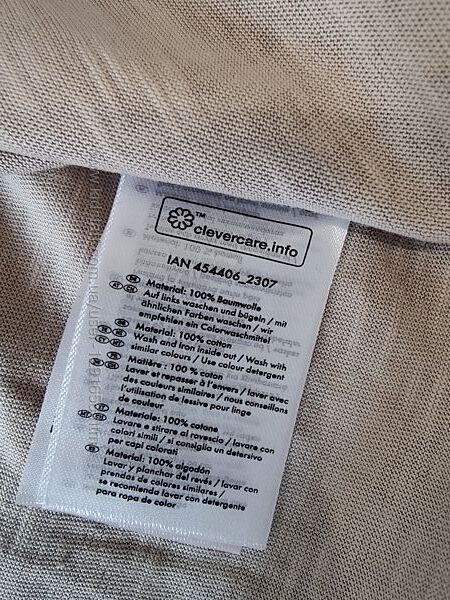 ™
clevercare.info
IAN 454406_2307
Material: 100% Baumwolle
Auf links waschen und bügeln / mit
ähnlichen Farben waschen / wir
empfehlen ein Colorwaschmittel
Material: 100% cotton
Wash and Iron inside out / Wash with
similar colours / Use colour detergent
Matière : 100 % coton
Laver et repasser à l'envers / laver avec
des couleurs similaires / nous conseillons
l'utilisation de lessive pour linge
de couleur
Materiale: 100% cotone
Lavare e stirare al rovescio / lavare con
colori simili / si consiglia un detersivo
per capi colorati
Material: 100% algodón
Lavar y planchar del revés / lavar con
prendas de colores similares /
se recomienda lavar con detergente
para ropa de color